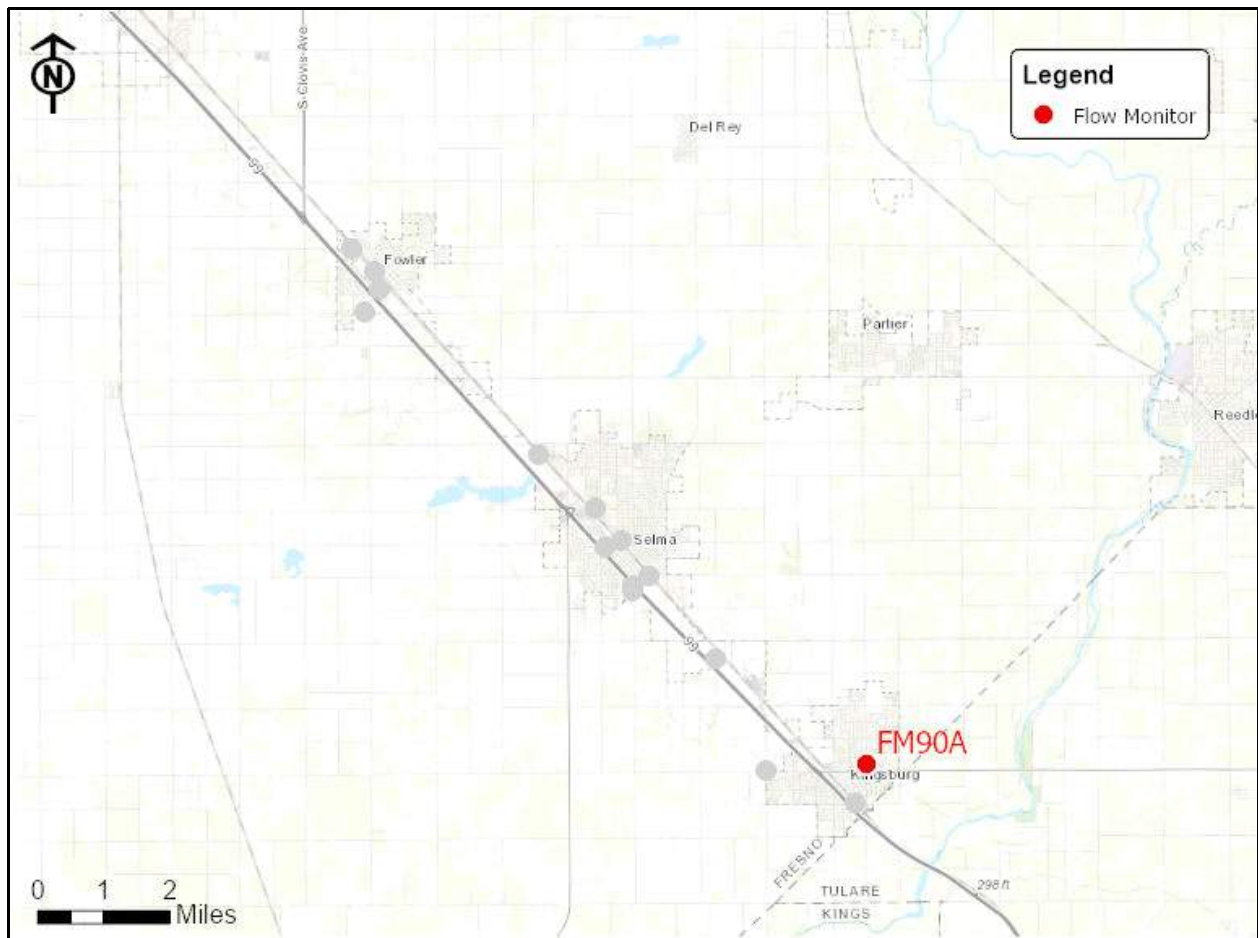 N
S Clovis Ave
Legend
Flow Monitor
Del Rey
99
Fowler
Parlier
Selma
99
FM90A
Kingsburg
FRESNO
0 1 2
Miles
TULARE
KINGS
298 ft